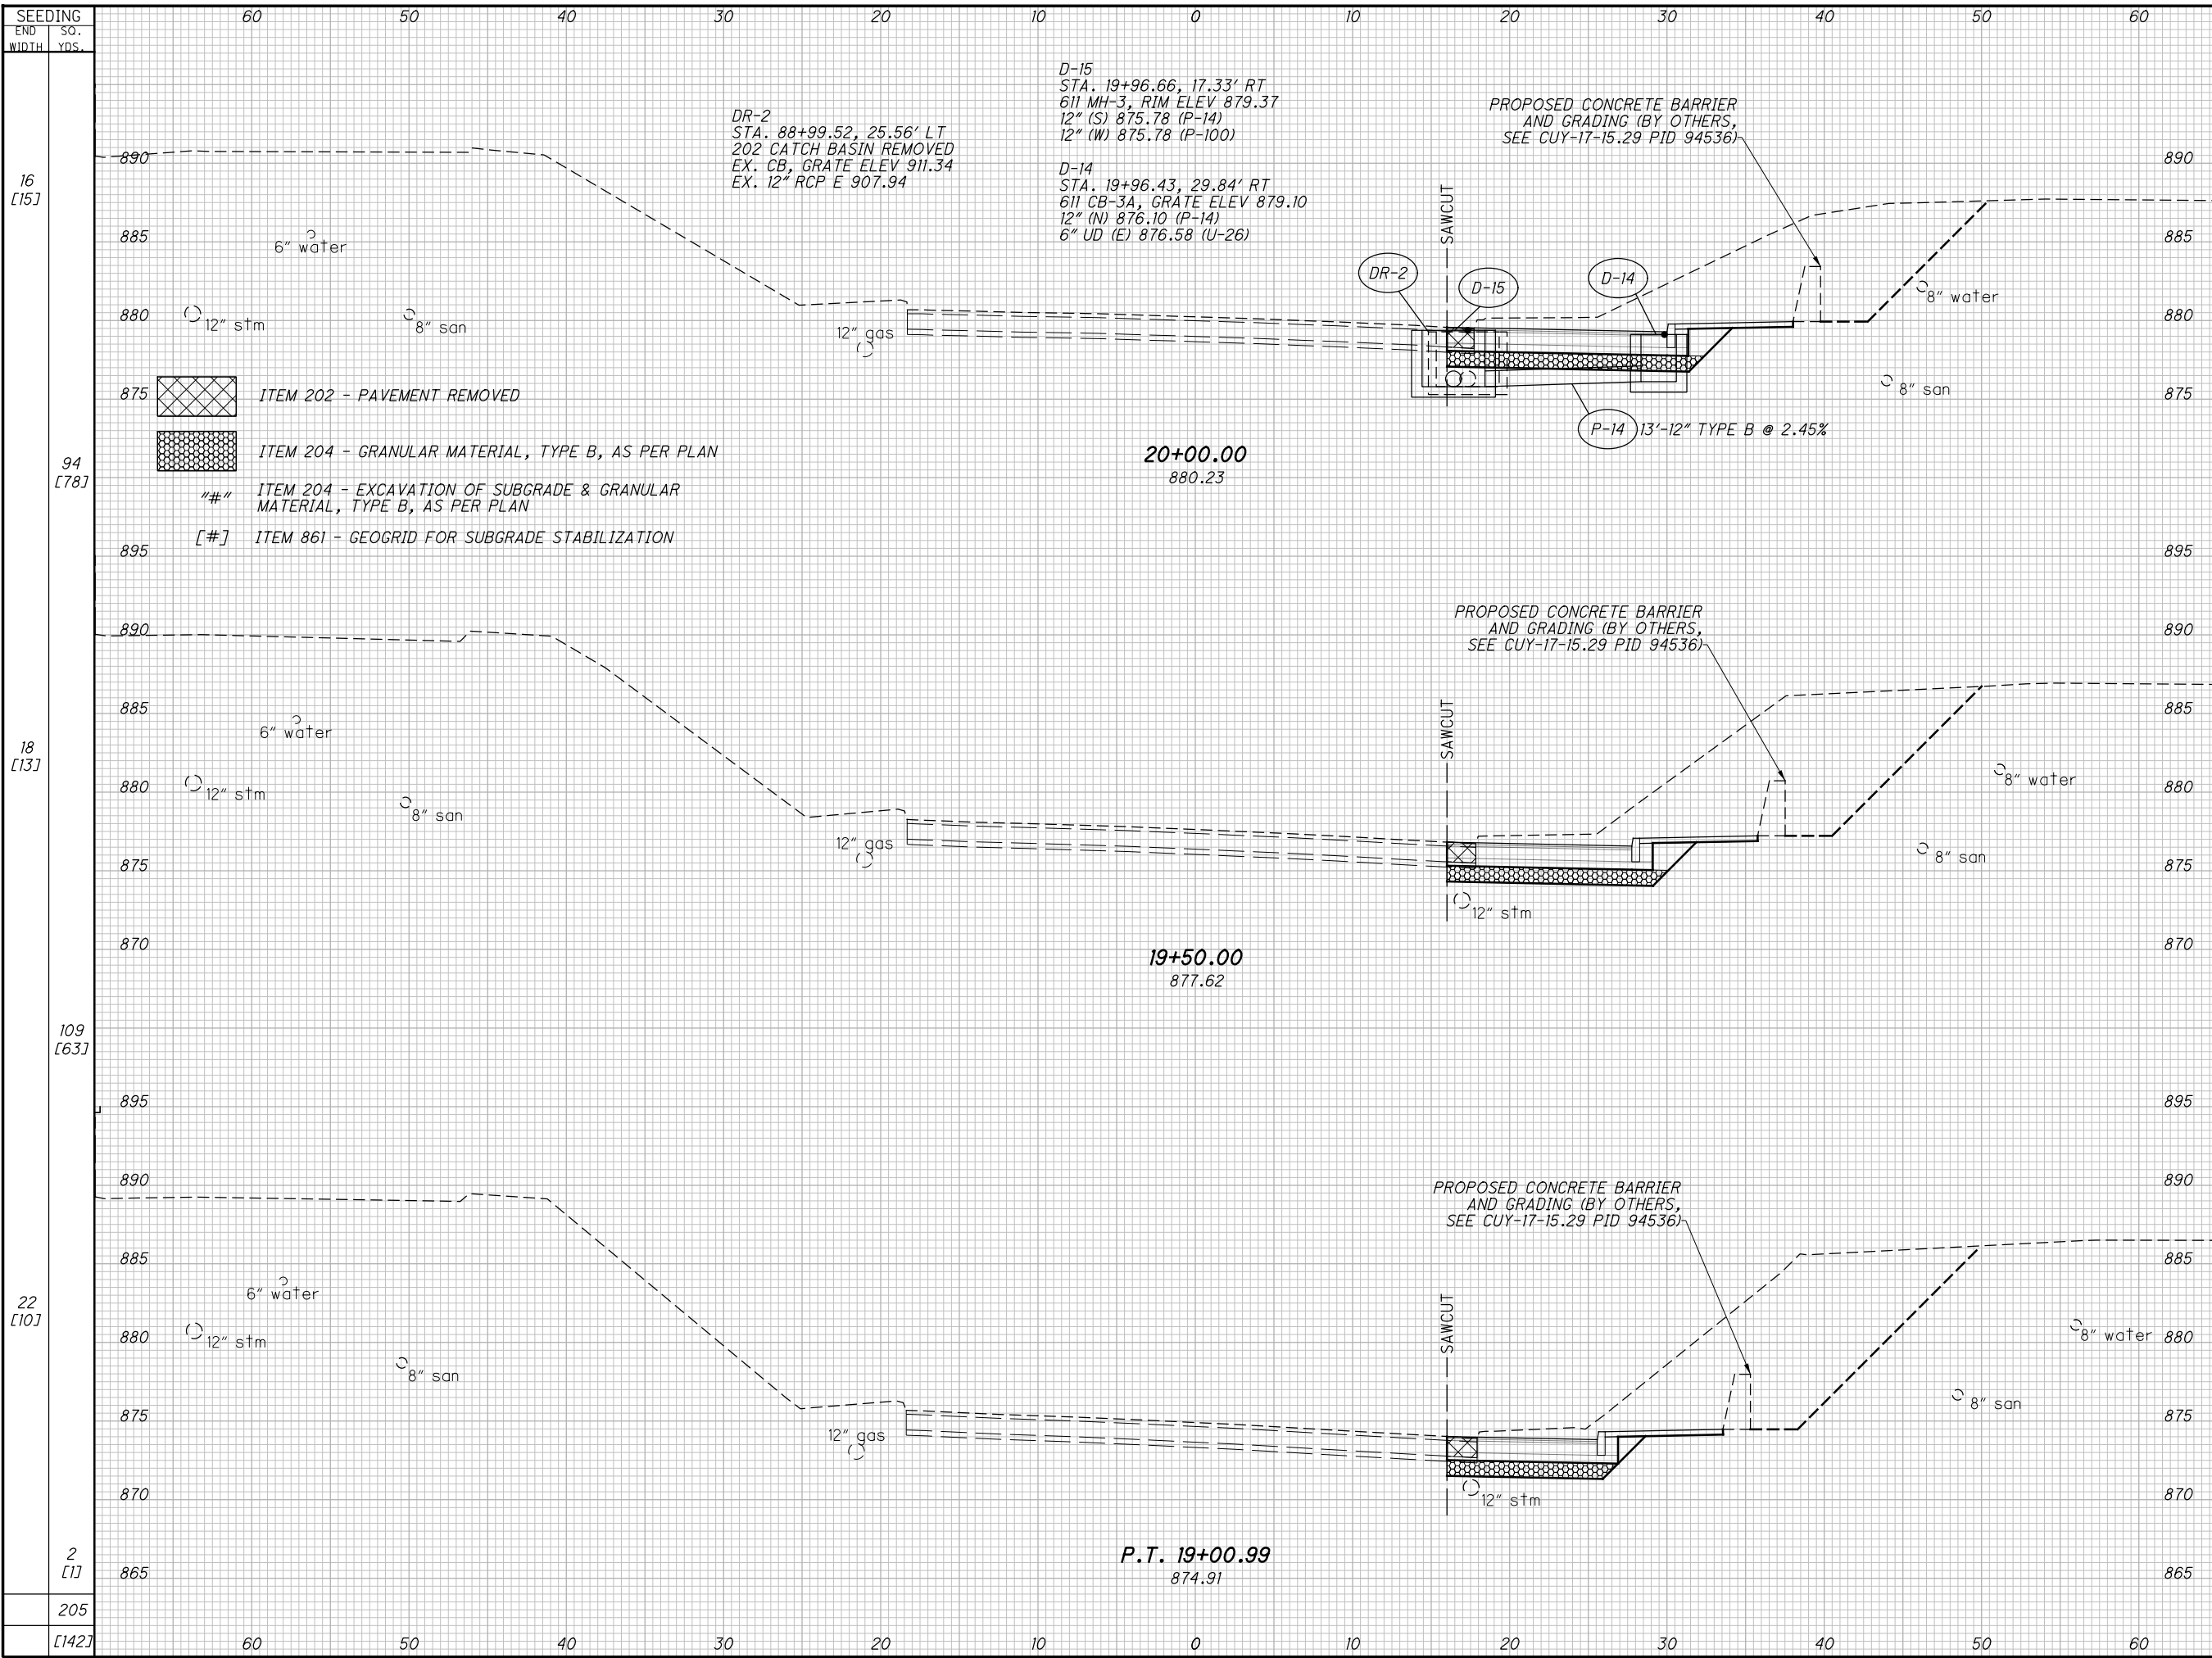 SEEDING
END WIDTH
SQ. YDS.
60 50 40 30 20 10 0 10 20 30 40 50 60
16
[15]
94
[78]
18
[13]
109
[63]
22
[10]
2
[1]
205
[142]
DR-2
STA. 88+99.52, 25.56' LT
202 CATCH BASIN REMOVED
EX. CB, GRATE ELEV 911.34
EX. 12" RCP E 907.94
D-15
STA. 19+96.66, 17.33' RT
611 MH-3, RIM ELEV 879.37
12" (S) 875.78 (P-14)
12" (W) 875.78 (P-100)
D-14
STA. 19+96.43, 29.84' RT
611 CB-3A, GRATE ELEV 879.10
12" (N) 876.10 (P-14)
6" UD (E) 876.58 (U-26)
PROPOSED CONCRETE BARRIER
AND GRADING (BY OTHERS,
SEE CUY-17-15.29 PID 94536)
890 890
885 885
880 880
875 875
6" water
12" stm
8" san
12" gas
SAWCUT
DR-2
D-15
D-14
8" water
8" san
P-14 13'-12" TYPE B @ 2.45%
ITEM 202 - PAVEMENT REMOVED
ITEM 204 - GRANULAR MATERIAL, TYPE B, AS PER PLAN
"#" ITEM 204 - EXCAVATION OF SUBGRADE & GRANULAR
MATERIAL, TYPE B, AS PER PLAN
[#] ITEM 861 - GEOGRID FOR SUBGRADE STABILIZATION
20+00.00
880.23
895 895
890 890
885 885
880 880
875 875
870 870
PROPOSED CONCRETE BARRIER
AND GRADING (BY OTHERS,
SEE CUY-17-15.29 PID 94536)
6" water
12" stm
8" san
12" gas
SAWCUT
12" stm
8" water
8" san
19+50.00
877.62
895 895
890 890
885 885
880 880
875 875
870 870
865 865
PROPOSED CONCRETE BARRIER
AND GRADING (BY OTHERS,
SEE CUY-17-15.29 PID 94536)
6" water
12" stm
8" san
12" gas
SAWCUT
12" stm
8" water
8" san
P.T. 19+00.99
874.91
60 50 40 30 20 10 0 10 20 30 40 50 60